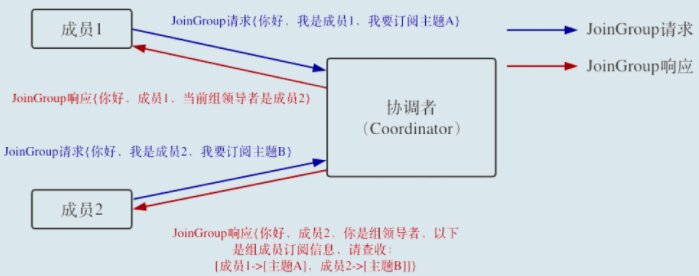 成员1
JoinGroup请求{你好，我是成员1，我要订阅主题A}
JoinGroup请求
JoinGroup响应
JoinGroup响应{你好，成员1，当前组领导者是成员2}
协调者
（Coordinator）
JoinGroup请求{你好，我是成员2，我要订阅主题B}
成员2
JoinGroup响应{你好，成员2，你是组领导者，以下
是组成员订阅信息，请查收：
[成员1->[主题A]，成员2->[主题B]]}